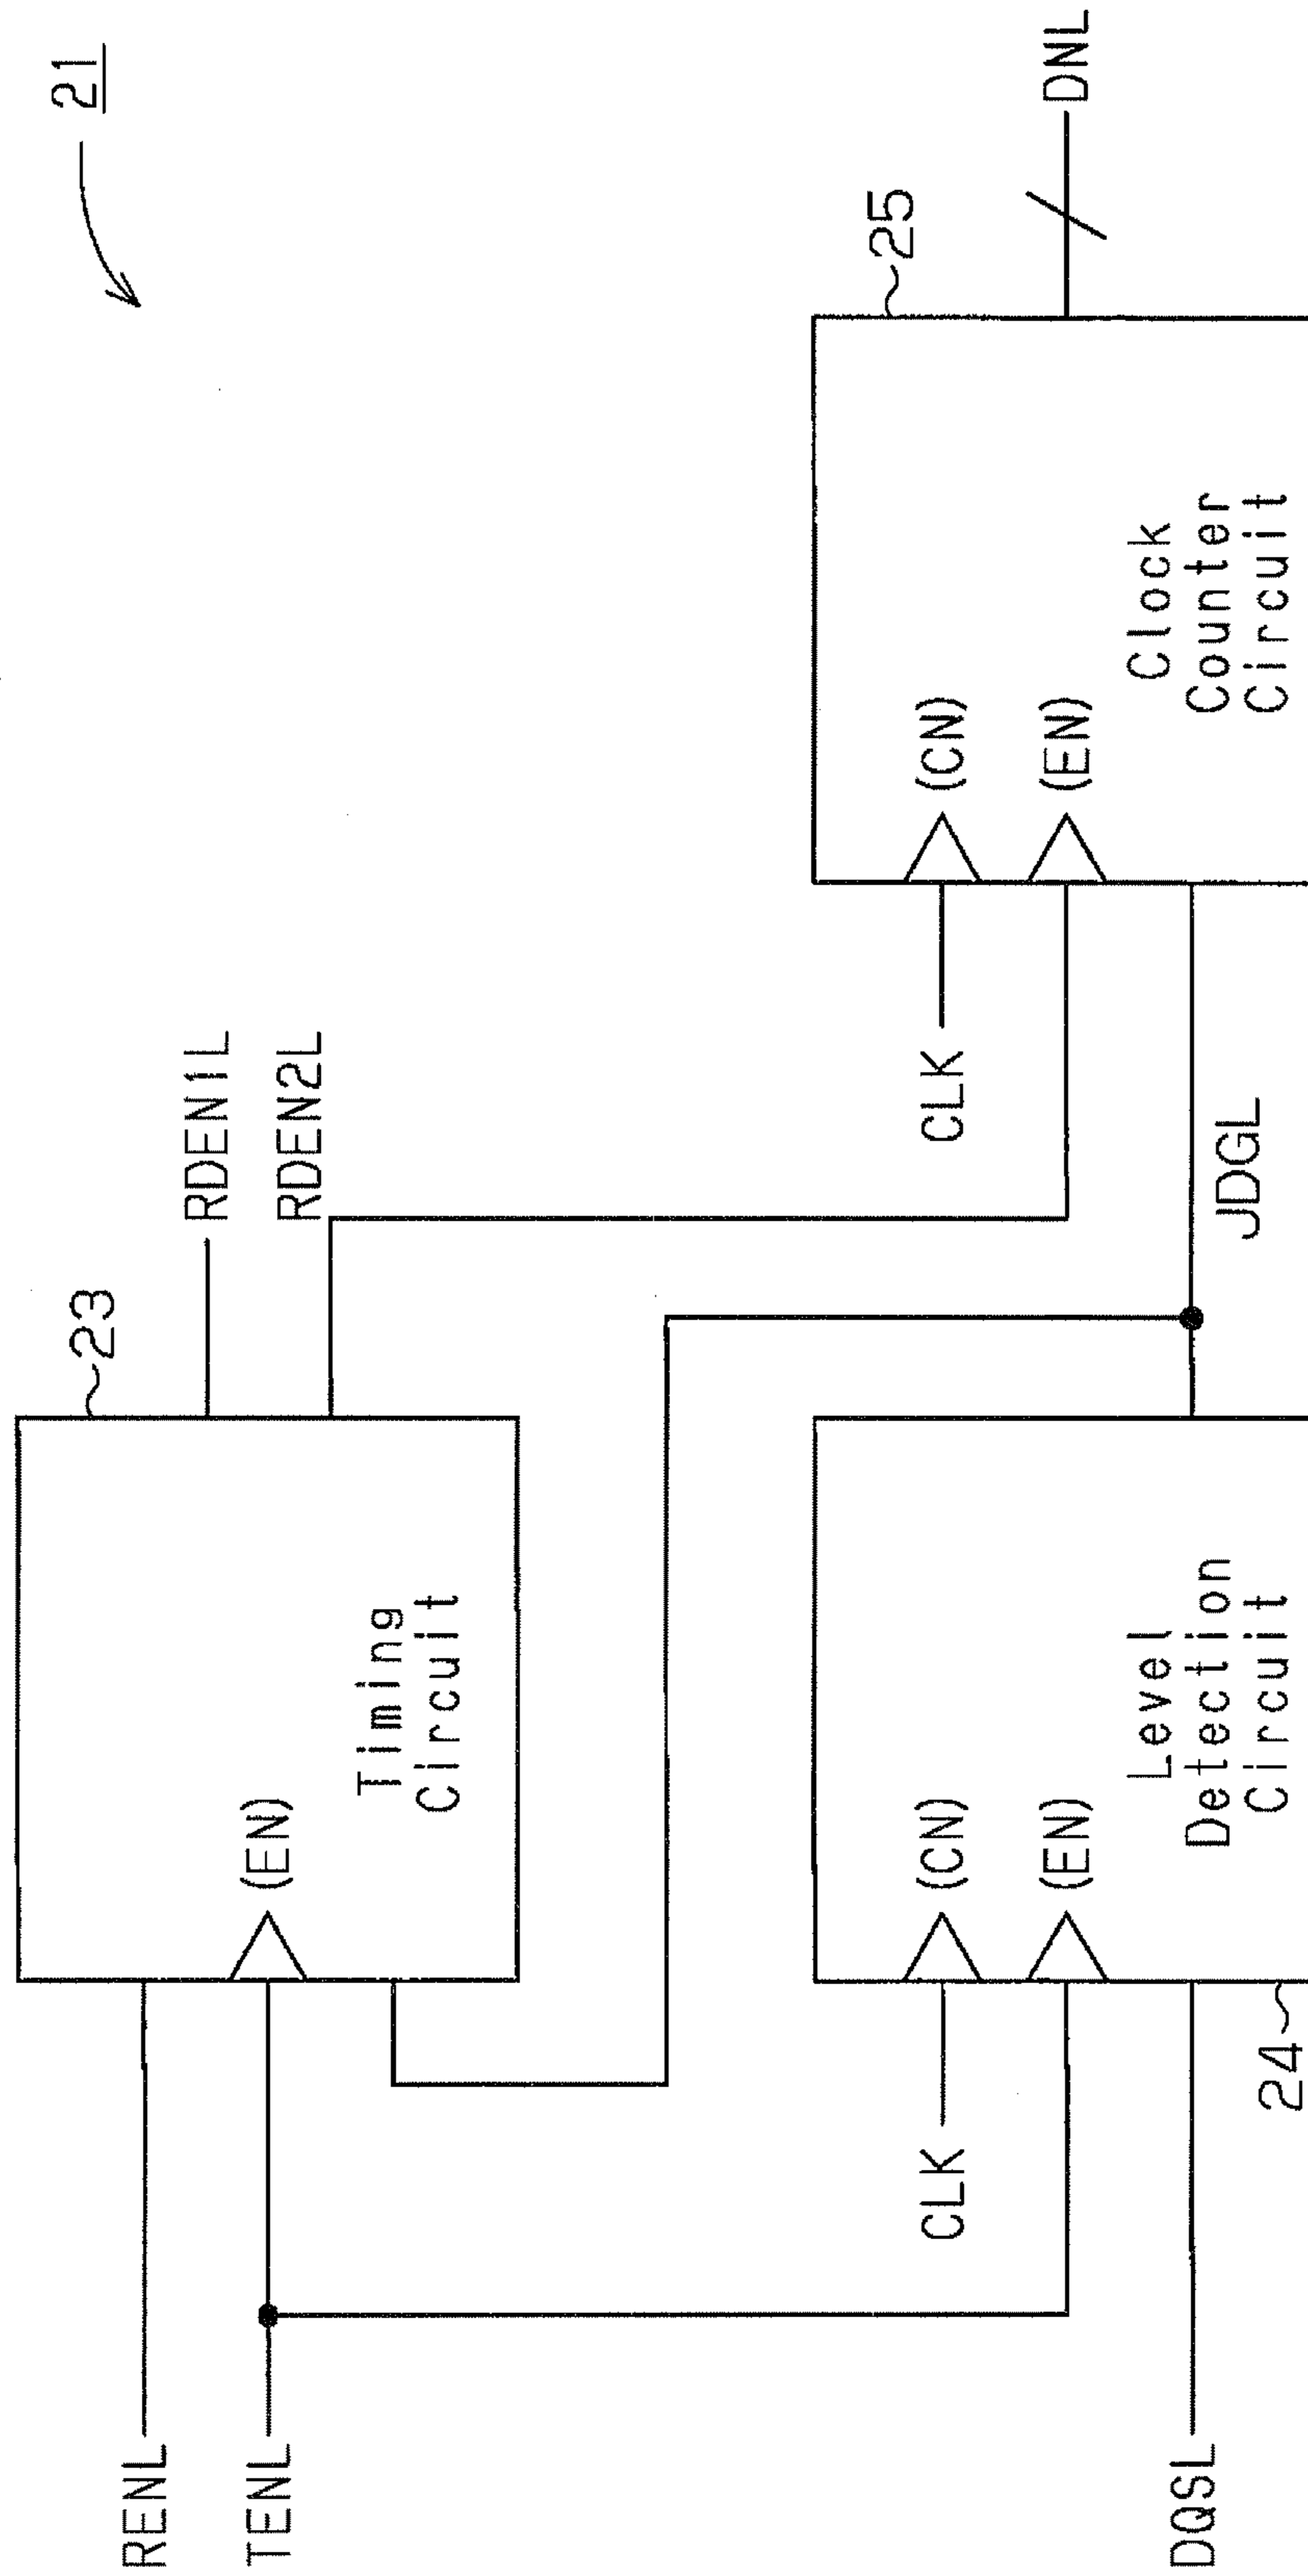 21
23
RENL
(EN)
RDEN1L
TENL
RDEN2L
Timing
Circuit
25
CLK
(CN)
CLK
(CN)
(EN)
(EN)
DNL
Level
Detection
Circuit
Clock
Counter
Circuit
DQSL
JDGL
24